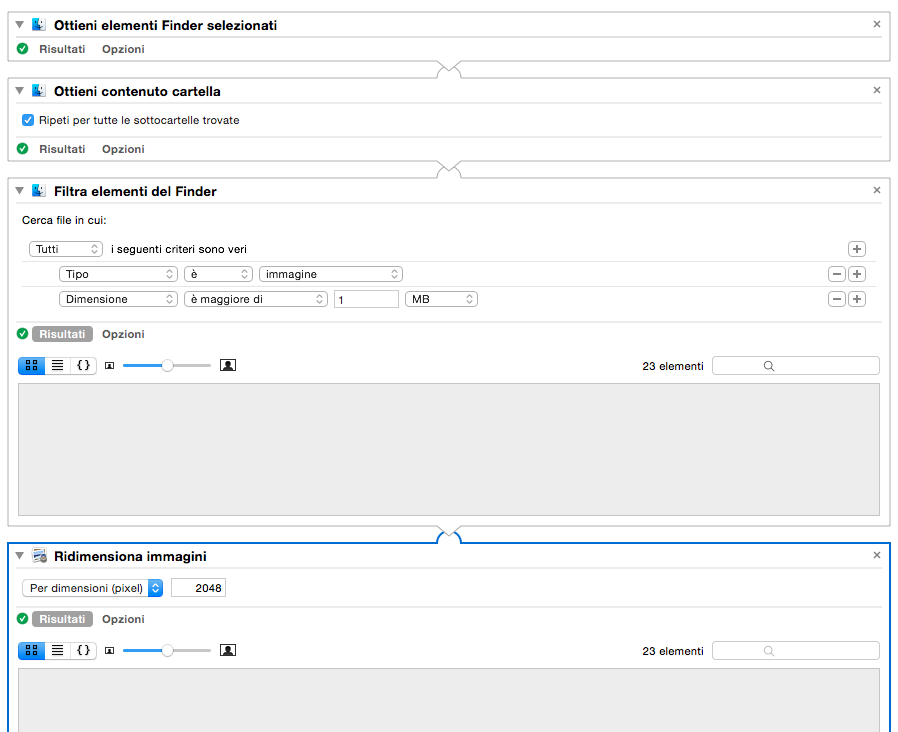 Ottieni elementi Finder selezionati
Risultati Opzioni
Ottieni contenuto cartella
Ripeti per tutte le sottocartelle trovate
Risultati Opzioni
Filtra elementi del Finder
Cerca file in cui:
Tutti i seguenti criteri sono veri
Tipo è immagine
Dimensione è maggiore di 1 MB
Risultati Opzioni
23 elementi
Ridimensiona immagini
Per dimensioni (pixel) 2048
Risultati Opzioni
23 elementi